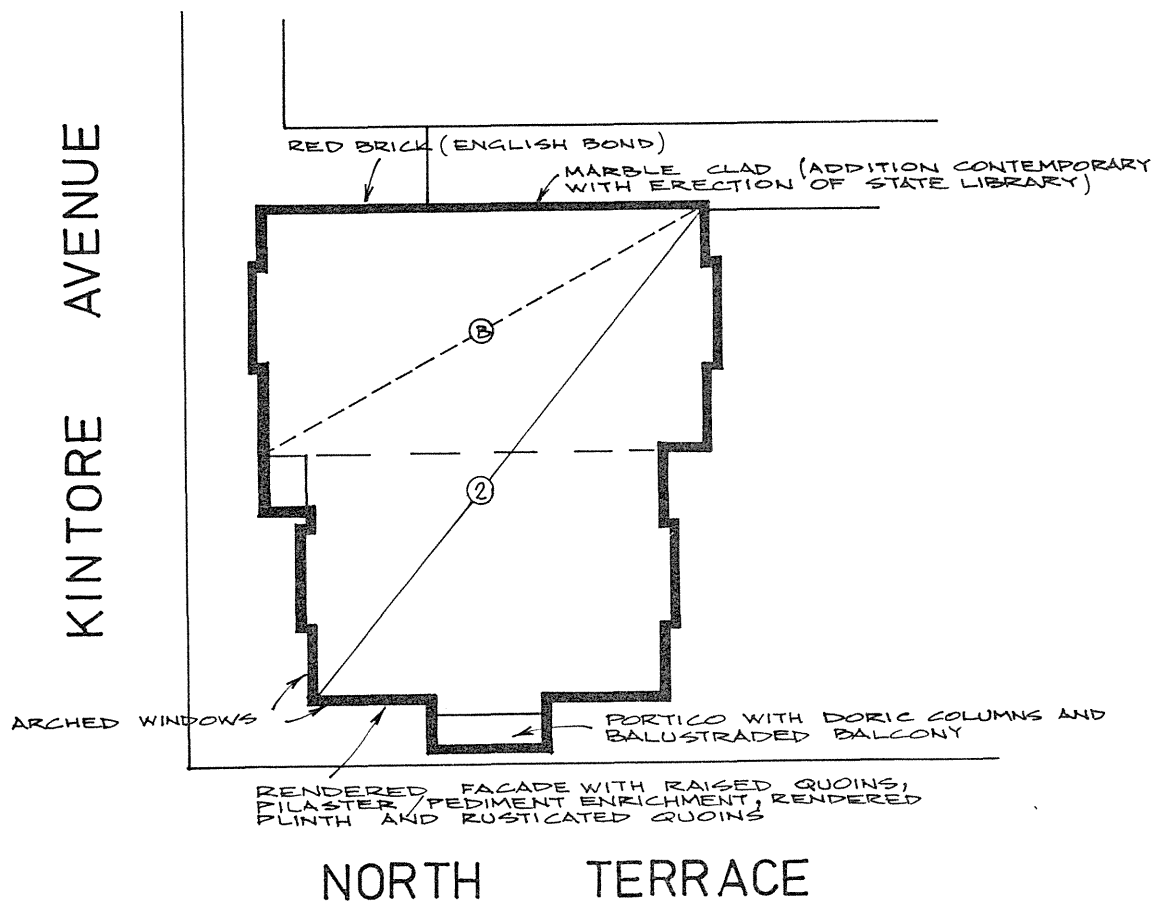 KINTORE AVENUE
RED BRICK (ENGLISH BOND)
MARBLE CLAD (ADDITION CONTEMPORARY
WITH ERECTION OF STATE LIBRARY)
B
2
ARCHED WINDOWS
PORTICO WITH DORIC COLUMNS AND
BALUSTRADED BALCONY
RENDERED FACADE WITH RAISED QUOINS,
PILASTER/PEDIMENT ENRICHMENT, RENDERED
PLINTH AND RUSTICATED QUOINS
NORTH TERRACE